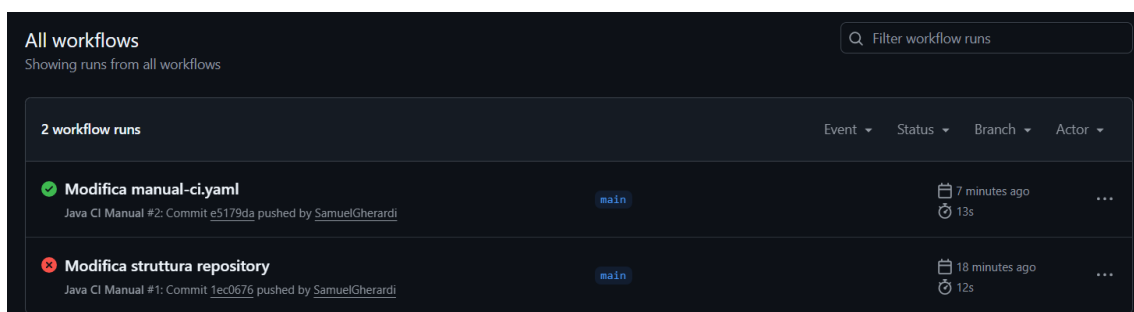 All workflows
Filter workflow runs
Showing runs from all workflows
2 workflow runs
Event Status Branch Actor
Modifica manual-ci.yaml
main
7 minutes ago
Java CI Manual #2: Commit e5179da pushed by SamuelGherardi
13s
Modifica struttura repository
main
18 minutes ago
Java CI Manual #1: Commit 1ec0676 pushed by SamuelGherardi
12s